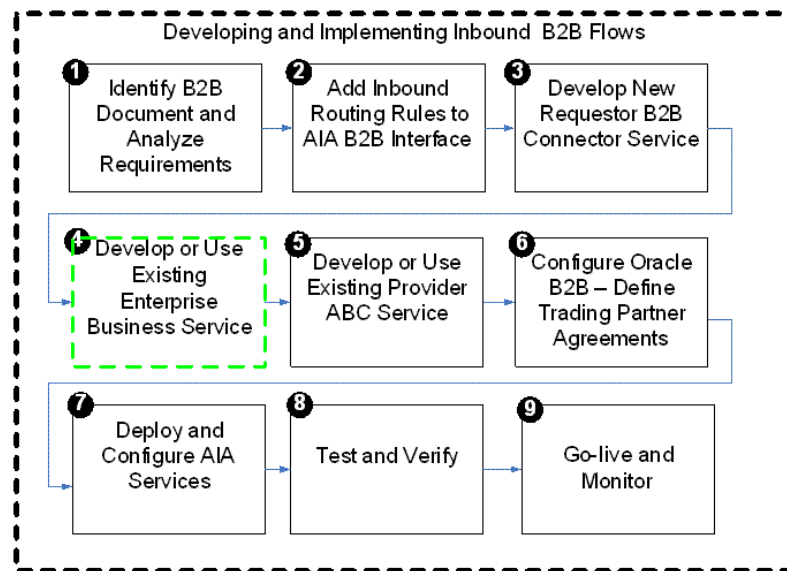 Developing and Implementing Inbound B2B Flows
1
Identify B2B
Document and
Analyze
Requirements
2
Add Inbound
Routing Rules to
AIA B2B Interface
3
Develop New
Requestor B2B
Connector Service
4
Develop or Use
Existing
Enterprise
Business Service
5
Develop or Use
Existing Provider
ABC Service
6
Configure Oracle
B2B – Define
Trading Partner
Agreements
7
Deploy and
Configure AIA
Services
8
Test and Verify
9
Go-live and
Monitor